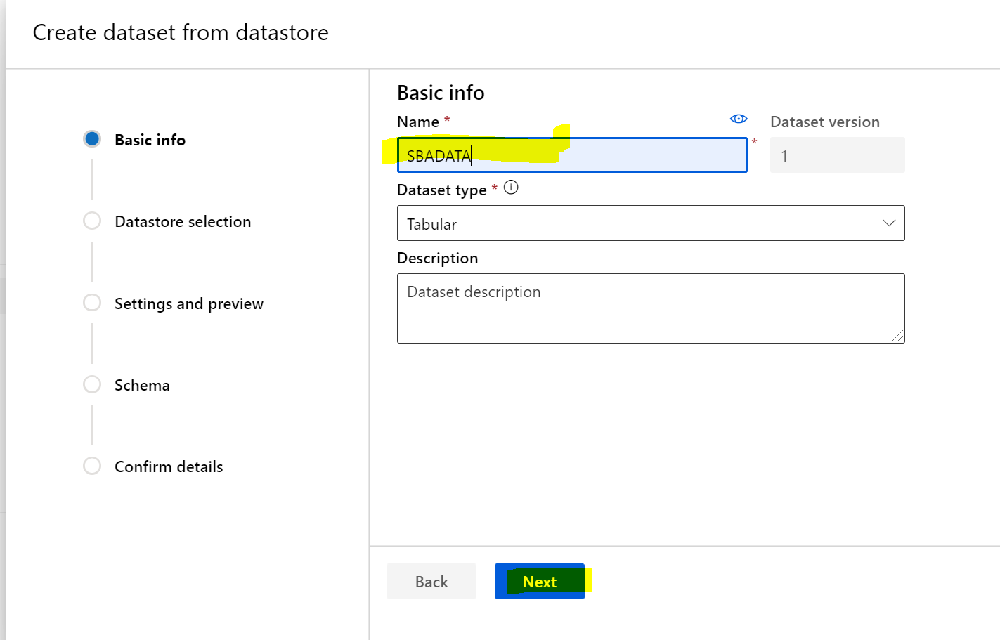 Create dataset from datastore
Basic info
Datastore selection
Settings and preview
Schema
Confirm details
Basic info
Name *
Dataset version
SBADATA
*
1
Dataset type *
Tabular
Description
Dataset description
Back
Next